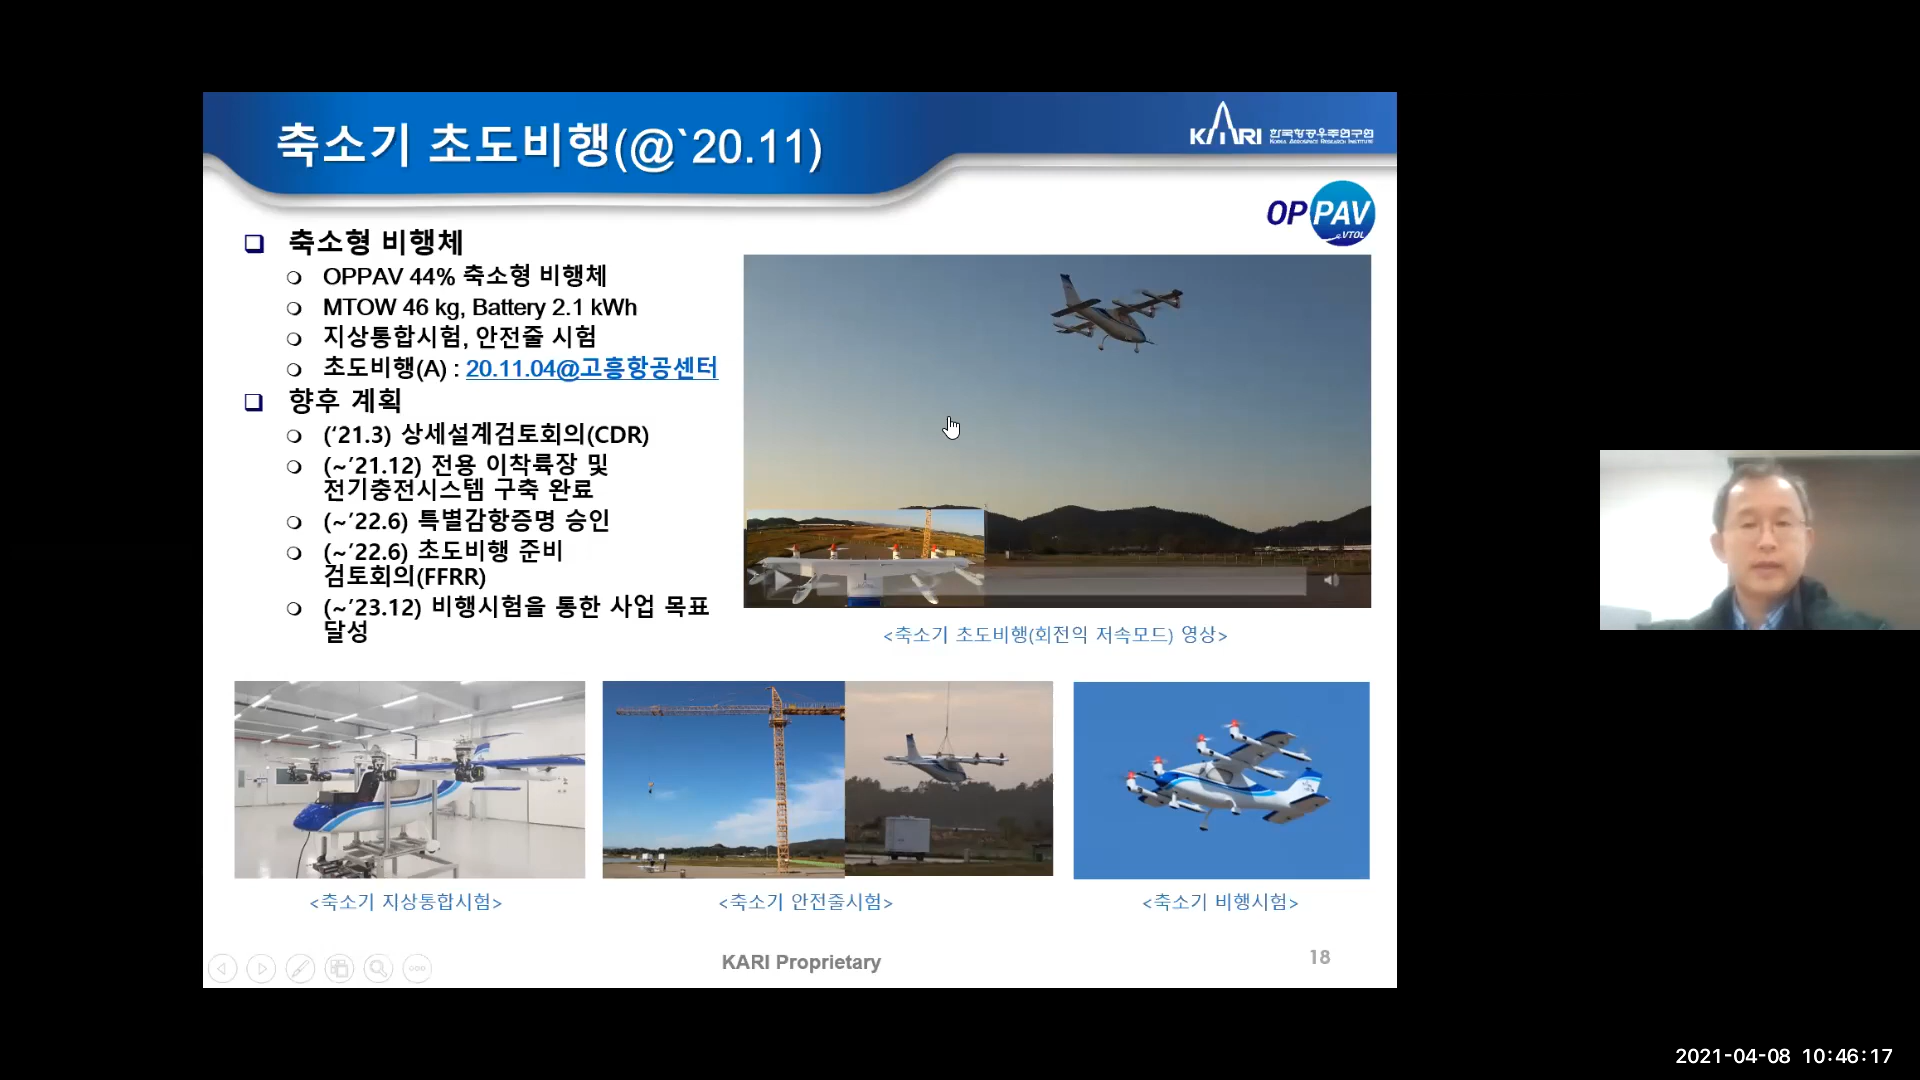 축소기 초도비행(@`20.11)
KARI 한국항공우주연구원
KOREA AEROSPACE RESEARCH INSTITUTE
OPPAV
eVTOL
❑ 축소형 비행체
○ OPPAV 44% 축소형 비행체
○ MTOW 46 kg, Battery 2.1 kWh
○ 지상통합시험, 안전줄 시험
○ 초도비행(A) : 20.11.04@고흥항공센터
❑ 향후 계획
○ (‘21.3) 상세설계검토회의(CDR)
○ (~’21.12) 전용 이착륙장 및
전기충전시스템 구축 완료
○ (~’22.6) 특별감항증명 승인
○ (~’22.6) 초도비행 준비
검토회의(FFRR)
○ (~’23.12) 비행시험을 통한 사업 목표
달성
<축소기 초도비행(회전익 저속모드) 영상>
<축소기 지상통합시험>
<축소기 안전줄시험>
<축소기 비행시험>
KARI Proprietary
18
2021-04-08 10:46:17